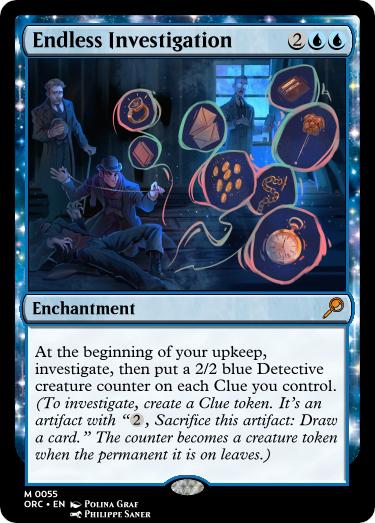 Endless Investigation 2
Enchantment
At the beginning of your upkeep,
investigate, then put a 2/2 blue Detective
creature counter on each Clue you control.
(To investigate, create a Clue token. It's an
artifact with “2, Sacrifice this artifact: Draw
a card.” The counter becomes a creature token
when the permanent it is on leaves.)
M 0055
ORC • EN Polina Graf
Philippe Saner